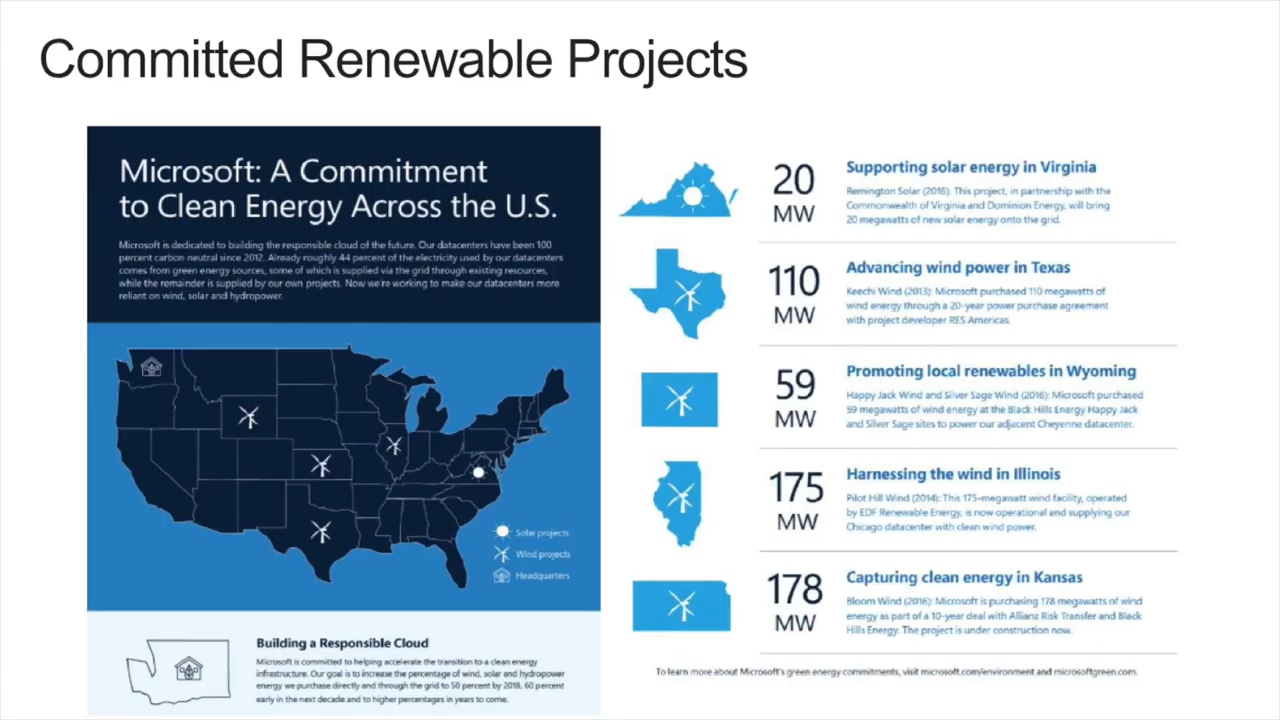 Committed Renewable Projects
Microsoft: A Commitment
to Clean Energy Across the U.S.
Microsoft is dedicated to building the responsible cloud of the future. Our datacenters have been 100
percent carbon neutral since 2012. Already roughly 44 percent of the electricity used by our datacenters
comes from green energy sources, some of which is supplied via the grid through existing resources,
while the remainder is supplied by our own projects. Now we're working to make our datacenters more
reliant on wind, solar and hydropower.
Solar projects
Wind projects
Headquarters
Building a Responsible Cloud
Microsoft is committed to helping accelerate the transition to a clean energy
infrastructure. Our goal is to increase the percentage of wind, solar and hydropower
energy we purchase directly and through the grid to 50 percent by 2018, 60 percent
early in the next decade and to higher percentages in years to come.
20
MW
Supporting solar energy in Virginia
Remington Solar (2016): This project, in partnership with the
Commonwealth of Virginia and Dominion Energy, will bring
20 megawatts of new solar energy onto the grid.
110
MW
Advancing wind power in Texas
Keechi Wind (2013): Microsoft purchased 110 megawatts of
wind energy through a 20-year power purchase agreement
with project developer RES Americas.
59
MW
Promoting local renewables in Wyoming
Happy Jack Wind and Silver Sage Wind (2016): Microsoft purchased
59 megawatts of wind energy at the Black Hills Energy Happy Jack
and Silver Sage sites to power our adjacent Cheyenne datacenter.
175
MW
Harnessing the wind in Illinois
Pilot Hill Wind (2014): This 175-megawatt wind facility, operated
by EDF Renewable Energy, is now operational and supplying our
Chicago datacenter with clean wind power.
178
MW
Capturing clean energy in Kansas
Bloom Wind (2016): Microsoft is purchasing 178 megawatts of wind
energy as part of a 10-year deal with Allianz Risk Transfer and Black
Hills Energy. The project is under construction now.
To learn more about Microsoft's green energy commitments, visit microsoft.com/environment and microsoftgreen.com.